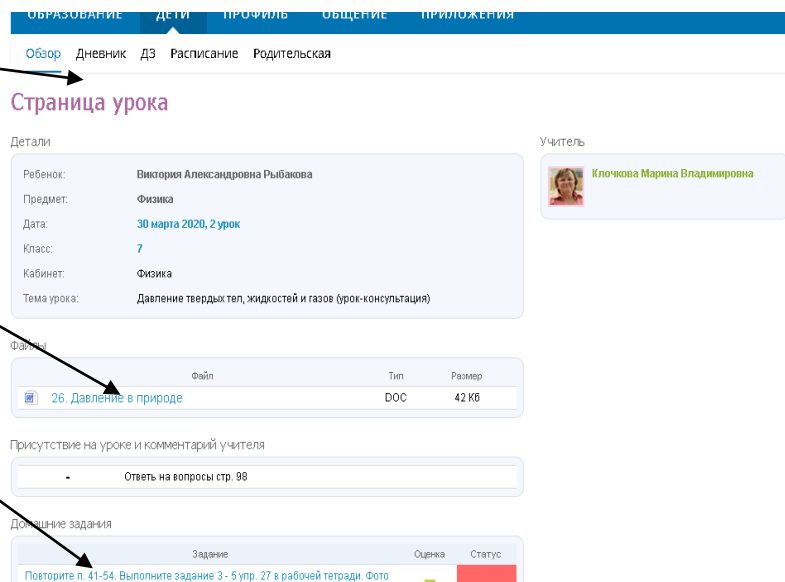 ОБРАЗОВАНИЕ ДЕТИ ПРОФИЛЬ ОБЩЕНИЕ ПРИЛОЖЕНИЯ
Обзор Дневник ДЗ Расписание Родительская
Страница урока
Детали
Учитель
Ребенок: Виктория Александровна Рыбакова
Клочкова Марина Владимировна
Предмет: Физика
Дата: 30 марта 2020, 2 урок
Класс: 7
Кабинет: Физика
Тема урока: Давление твердых тел, жидкостей и газов (урок-консультация)
Файлы
Файл Тип Размер
26. Давление в природе DOC 42 Кб
Присутствие на уроке и комментарий учителя
- Ответь на вопросы стр. 98
Домашние задания
Задание Оценка Статус
Повторите п. 41-54. Выполните задание 3 - 5 упр. 27 в рабочей тетради. Фото